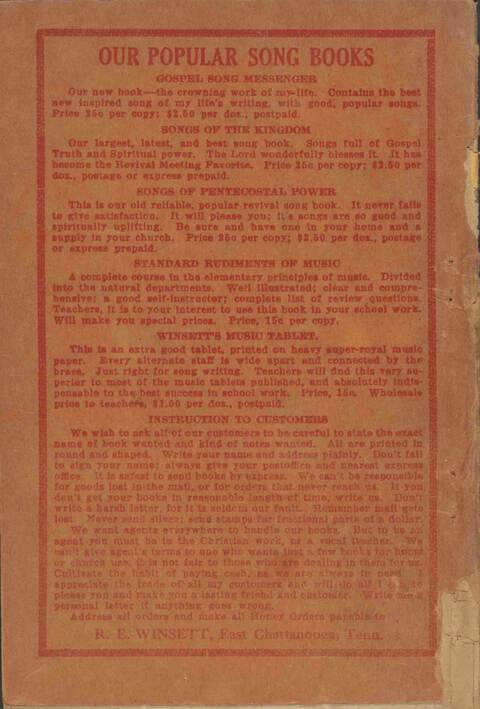 OUR POPULAR SONG BOOKS
GOSPEL SONG MESSENGER
Our new book—the crowning work of my life. Contains the best
new inspired song of my life's writing, with good, popular songs.
Price 25c per copy; $2.50 per doz., postpaid.
SONGS OF THE KINGDOM
Our largest, latest, and best song book. Songs full of Gospel
Truth and Spiritual power. The Lord wonderfully blesses it. It has
become the Revival Meeting Favorite. Price 25c per copy; $2.50 per
doz., postage or express prepaid.
SONGS OF PENTECOSTAL POWER
This is our old reliable, popular revival song book. It never fails
to give satisfaction. It will please you; it's songs are so good and
spiritually uplifting. Be sure and have one in your home and a
supply in your church. Price 25c per copy; $2.50 per doz., postage
or express prepaid.
STANDARD RUDIMENTS OF MUSIC
A complete course in the elementary principles of music. Divided
into the natural departments. Well illustrated; clear and compre-
hensive; a good self-instructor; complete list of review questions.
Teachers, it is to your interest to use this book in your school work.
Will make you special prices. Price, 15c per copy.
WINSETT'S MUSIC TABLET.
This is an extra good tablet, printed on heavy super-royal music
paper. Every alternate staff is wide apart and connected by the
brace. Just right for song writing. Teachers will find this very su-
perior to most of the music tablets published, and absolutely indis-
pensable to the best success in school work. Price, 15c. Wholesale
price to teachers, $1.00 per doz., postpaid.
INSTRUCTION TO CUSTOMERS
We wish to ask all of our customers to be careful to state the exact
name of book wanted and kind of notes wanted. All are printed in
round and shaped. Write your name and address plainly. Don't fail
to sign your name; always give your postoffice and nearest express
office. It is safest to send books by express. We can't be responsible
for goods lost in the mail, or for orders that never reach us. If you
don't get your books in reasonable length of time, write us. Don't
write a harsh letter, for it is seldom our fault. Remember mail gets
lost. Never send silver; send stamps for fractional parts of a dollar.
We want agents everywhere to handle our books. But to be an
agent you must be in the Christian work, or a vocal teacher. We
can't give agent's terms to one who wants just a few books for home
or church use, it is not fair to those who are dealing in them for us.
Cultivate the habit of paying cash, as we are always in need. I
appreciate the trade of all my customers and will do all I can to
please you and make you a lasting friend and customer. Write me a
personal letter if anything goes wrong.
Address all orders and make all Money Orders payable to
R. E. WINSETT, East Chattanooga, Tenn.